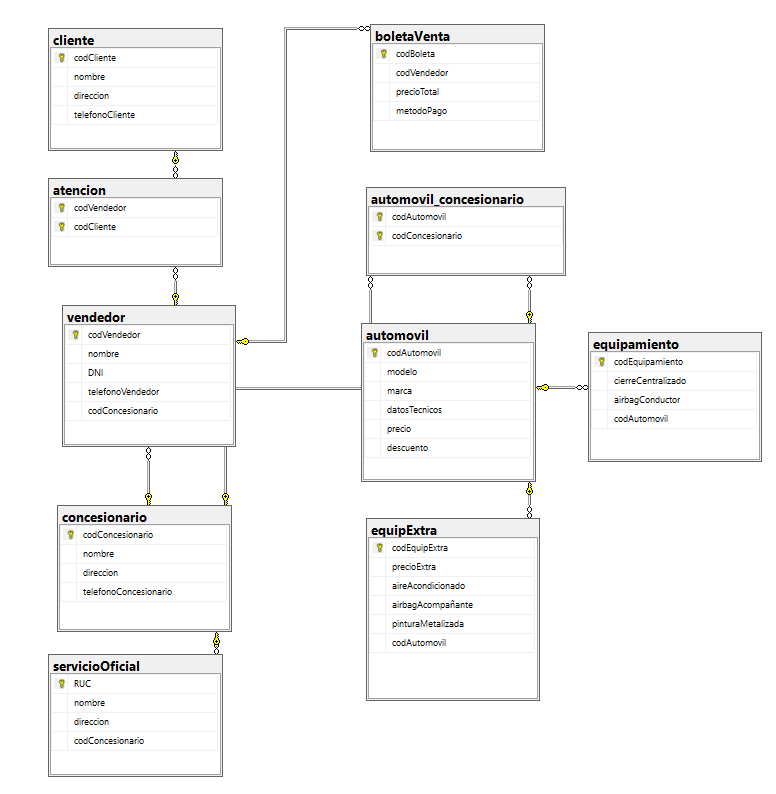 cliente
codCliente
nombre
direccion
telefonoCliente
atencion
codVendedor
codCliente
vendedor
codVendedor
nombre
DNI
telefonoVendedor
codConcesionario
concesionario
codConcesionario
nombre
direccion
telefonoConcesionario
servicioOficial
RUC
nombre
direccion
codConcesionario
boletaVenta
codBoleta
codVendedor
precioTotal
metodoPago
automovil_concesionario
codAutomovil
codConcesionario
automovil
codAutomovil
modelo
marca
datosTecnicos
precio
descuento
equipExtra
codEquipExtra
precioExtra
aireAcondicionado
airbagAcompañante
pinturaMetalizada
codAutomovil
equipamiento
codEquipamiento
cierreCentralizado
airbagConductor
codAutomovil